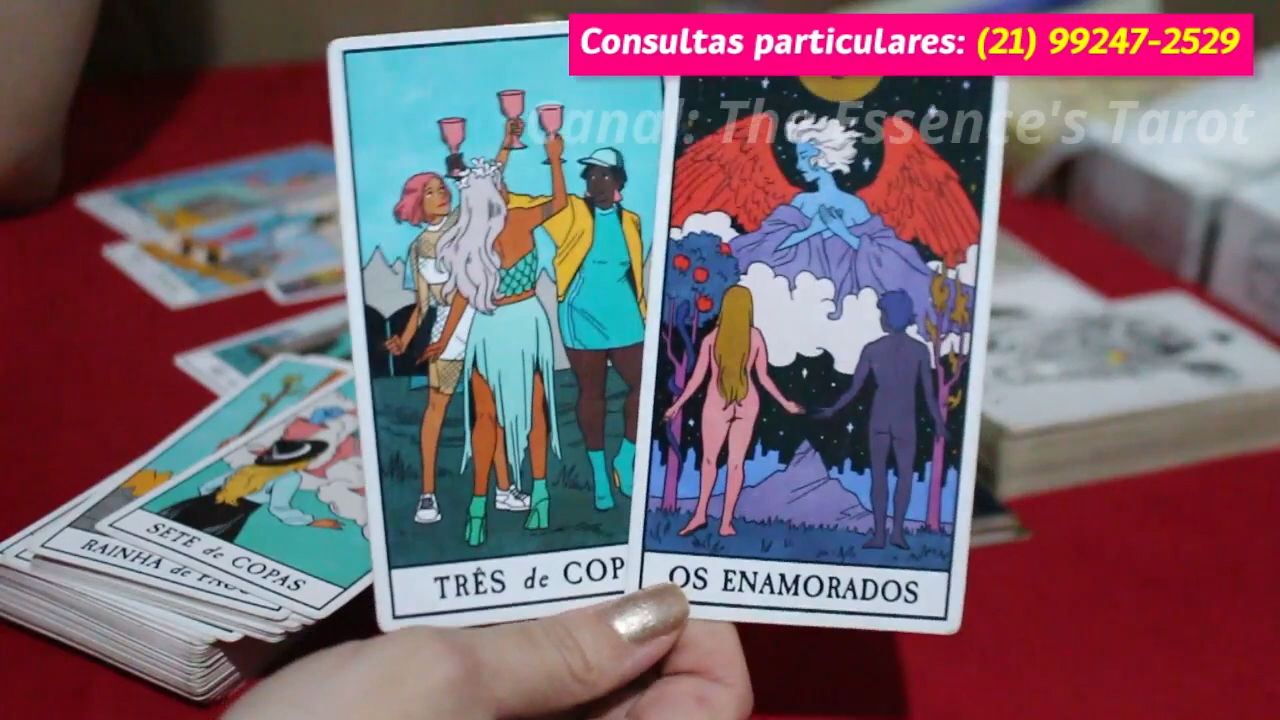 Consultas particulares: (21) 99247-2529
Canal: The Essence's Tarot
TRÊS de COP
OS ENAMORADOS
SETE de COPAS
RAINHA de